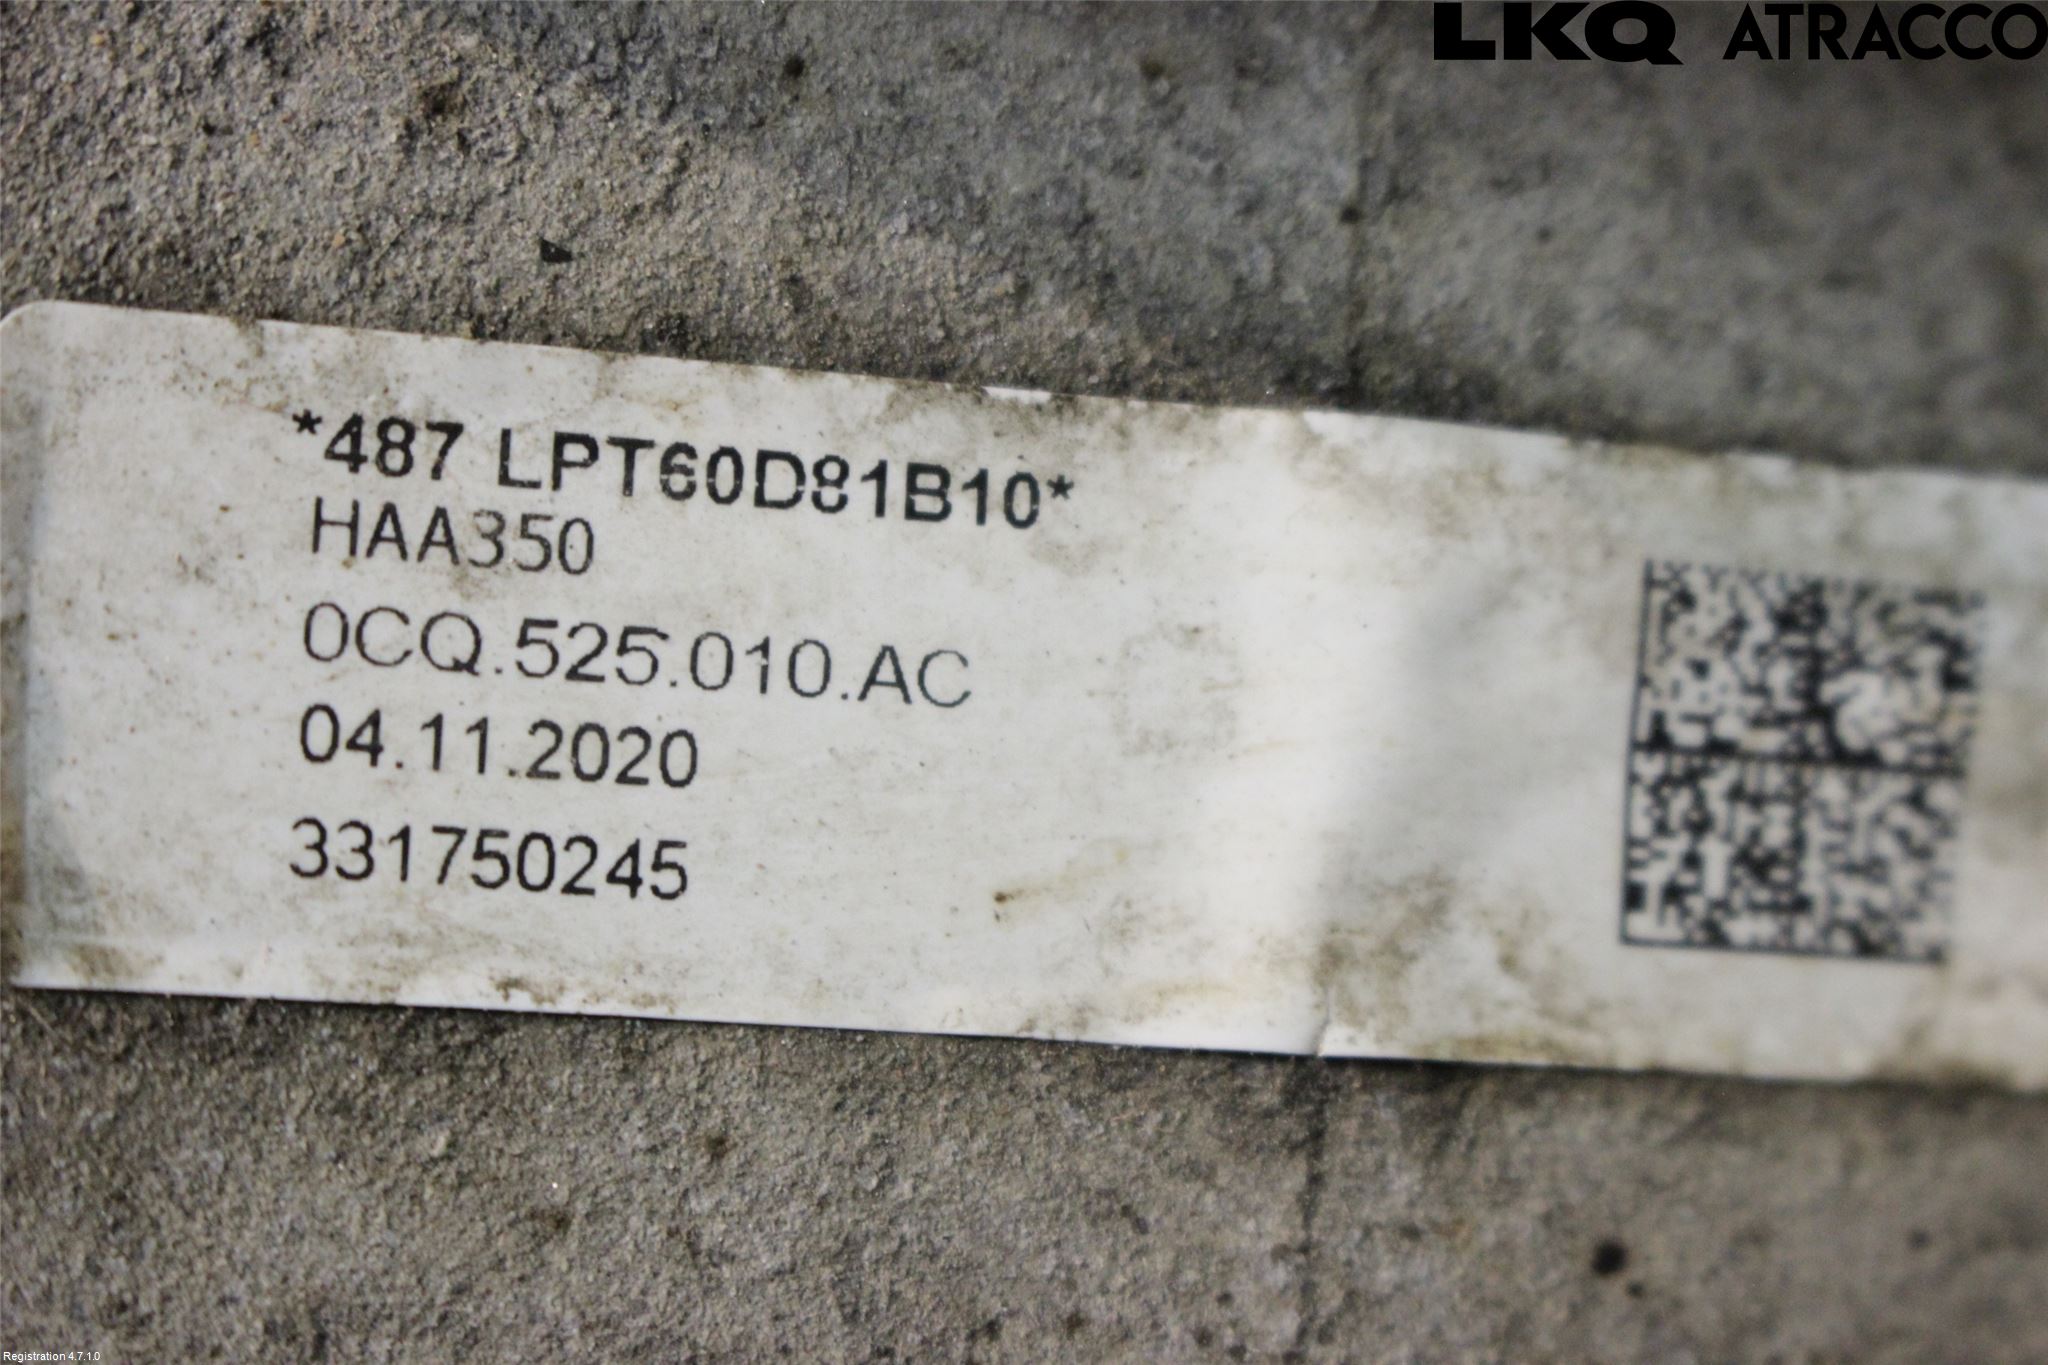 LKQ ATRACCO
*487 LPT60D81B10*
HAA350
0CQ.525.010.AC
04.11.2020
331750245
Registration 4.7.1.0